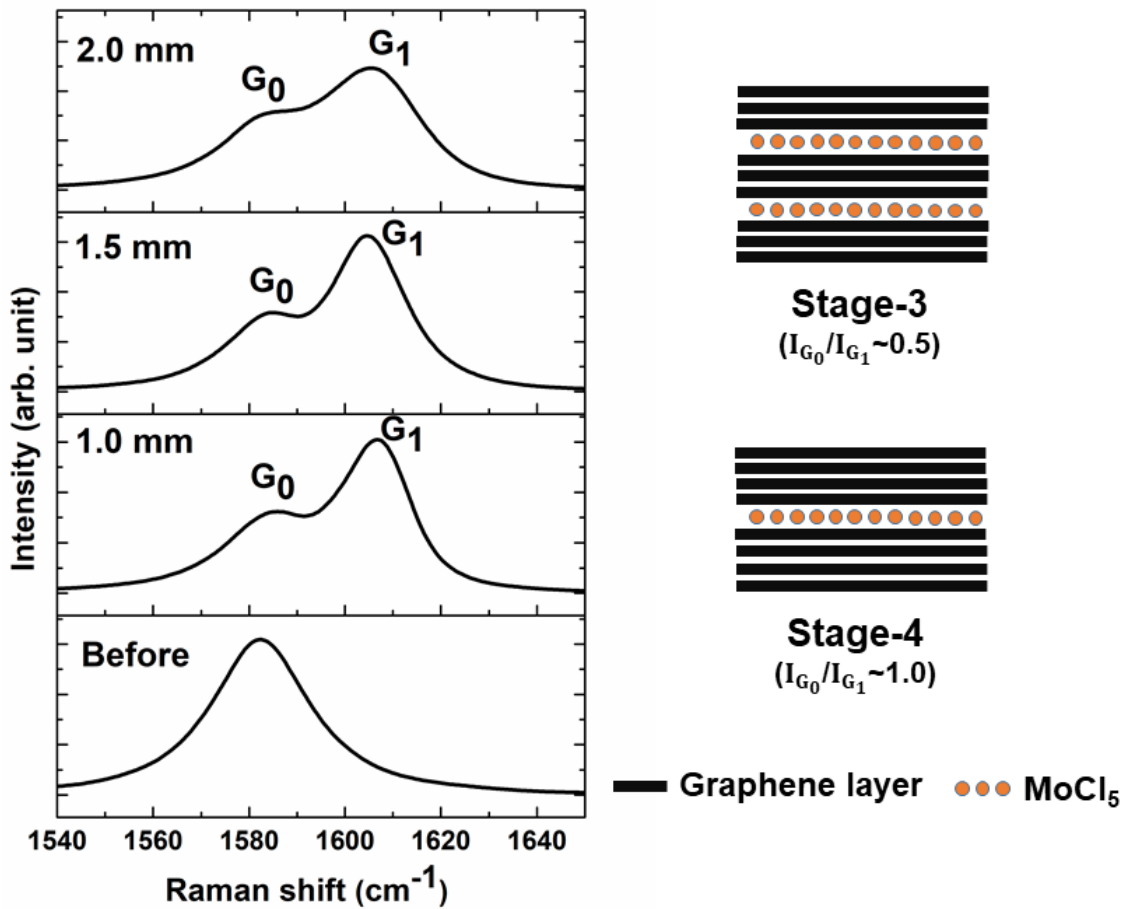 2.0 mm
G0
G1
1.5 mm
G0
G1
1.0 mm
G0
G1
Before
Intensity (arb. unit)
1540 1560 1580 1600 1620 1640
Raman shift (cm-1)
Stage-3
(IG0/IG1~0.5)
Stage-4
(IG0/IG1~1.0)
Graphene layer
MoCl5